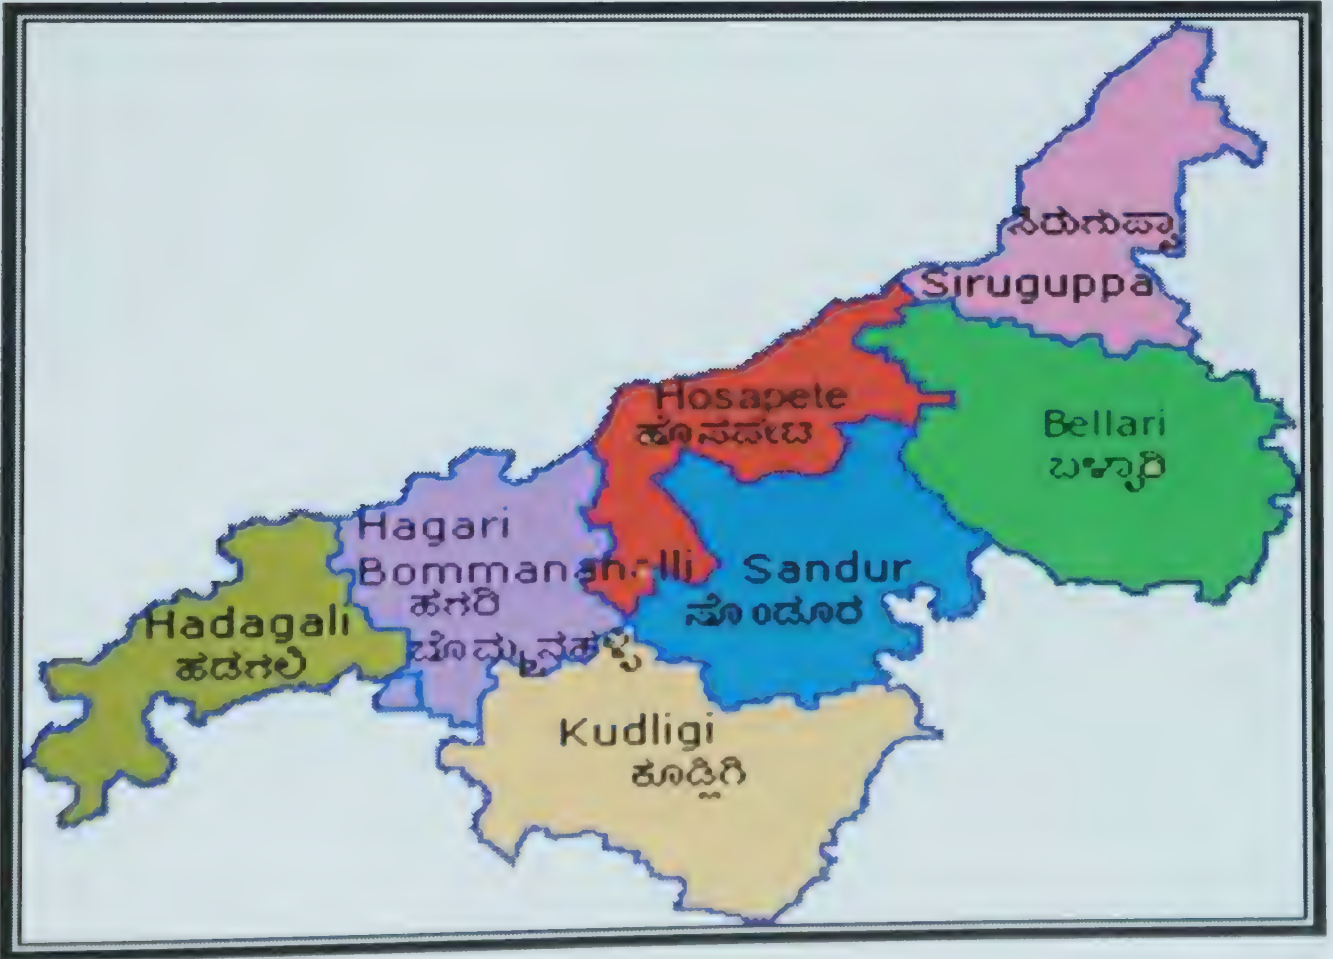 ಸಿರುಗುಪ್ಪಾ
Siruguppa
Hosapete
ಹೊಸಪೇಟ
Bellari
ಬಳ್ಳಾರಿ
Hagari
Bommanahalli
ಹಗರಿ
ಬೊಮ್ಮನಹಳ್ಳಿ
Sandur
ಸೊಂಡೂರ
Hadagali
ಹಡಗಲಿ
Kudligi
ಕೂಡ್ಲಿಗಿ